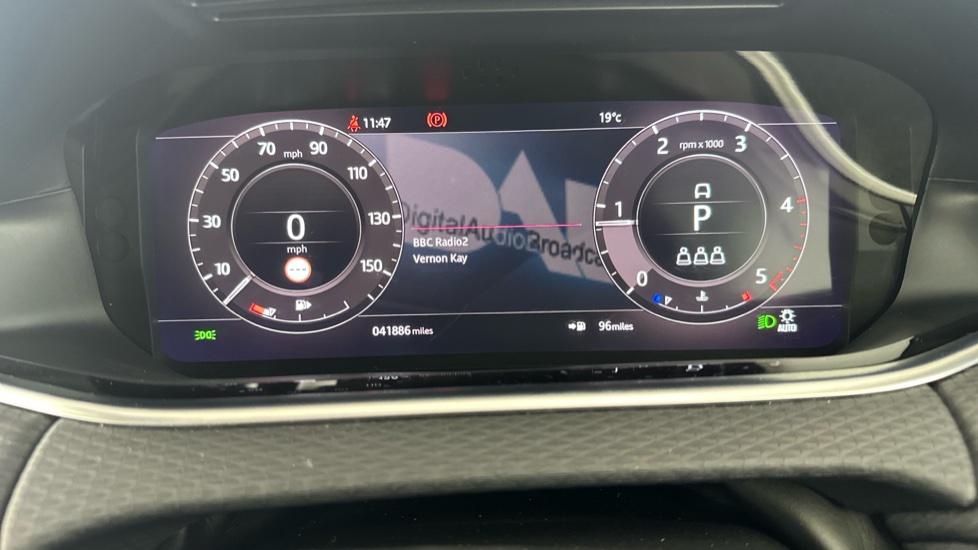 11:47
P
19°c
70 mph 90
50
110
30
130
10
150
0
mph
2 rpm x 1000 3
1
4
0
5
P
DigitalAudioBroadca
BBC Radio2
Vernon Kay
041886 miles
96miles
AUTO